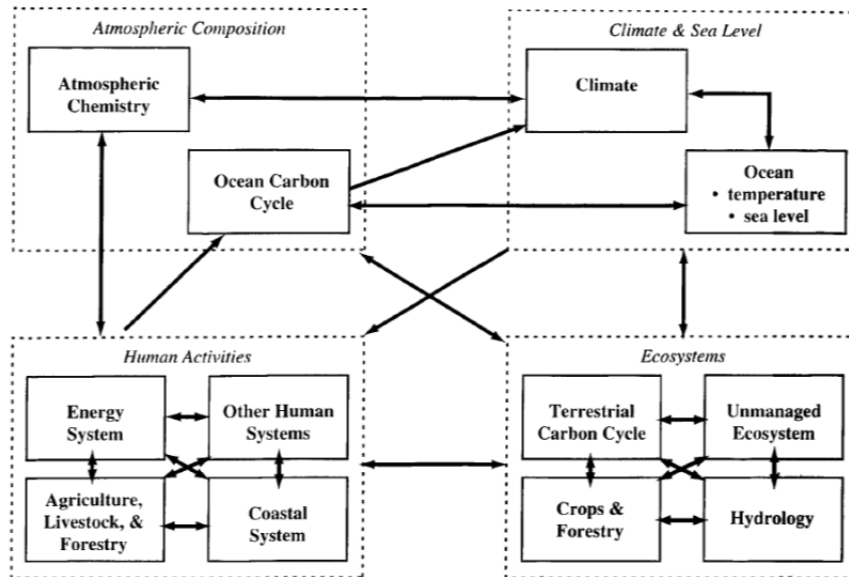 Atmospheric Composition
Atmospheric
Chemistry
Ocean Carbon
Cycle
Climate & Sea Level
Climate
Ocean
• temperature
• sea level
Human Activities
Energy
System
Other Human
Systems
Agriculture,
Livestock, &
Forestry
Coastal
System
Ecosystems
Terrestrial
Carbon Cycle
Unmanaged
Ecosystem
Crops &
Forestry
Hydrology